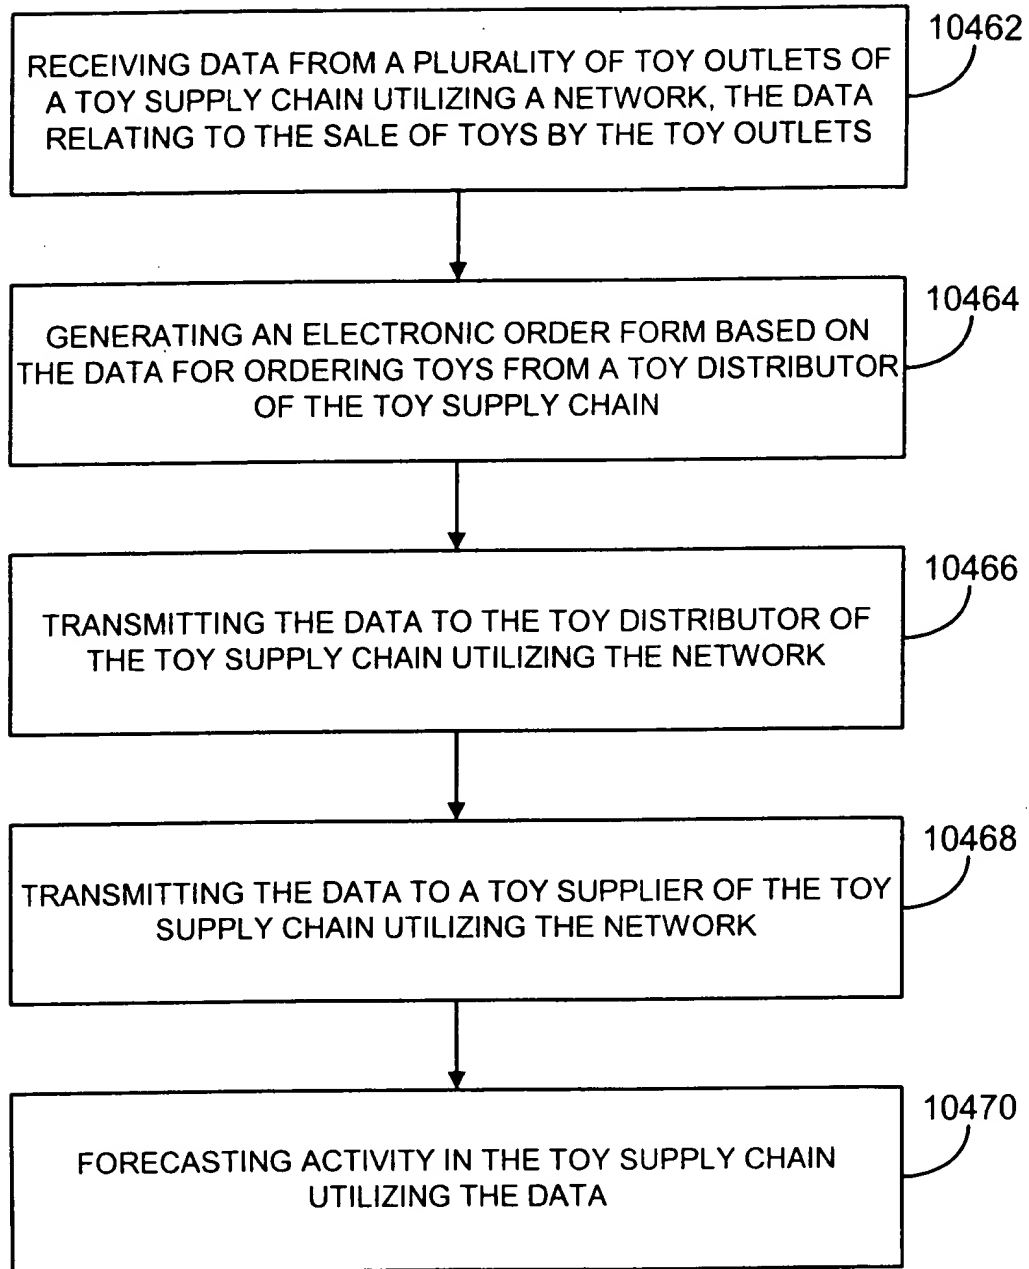 10462
RECEIVING DATA FROM A PLURALITY OF TOY OUTLETS OF
A TOY SUPPLY CHAIN UTILIZING A NETWORK, THE DATA
RELATING TO THE SALE OF TOYS BY THE TOY OUTLETS
10464
GENERATING AN ELECTRONIC ORDER FORM BASED ON
THE DATA FOR ORDERING TOYS FROM A TOY DISTRIBUTOR
OF THE TOY SUPPLY CHAIN
10466
TRANSMITTING THE DATA TO THE TOY DISTRIBUTOR OF
THE TOY SUPPLY CHAIN UTILIZING THE NETWORK
10468
TRANSMITTING THE DATA TO A TOY SUPPLIER OF THE TOY
SUPPLY CHAIN UTILIZING THE NETWORK
10470
FORECASTING ACTIVITY IN THE TOY SUPPLY CHAIN
UTILIZING THE DATA